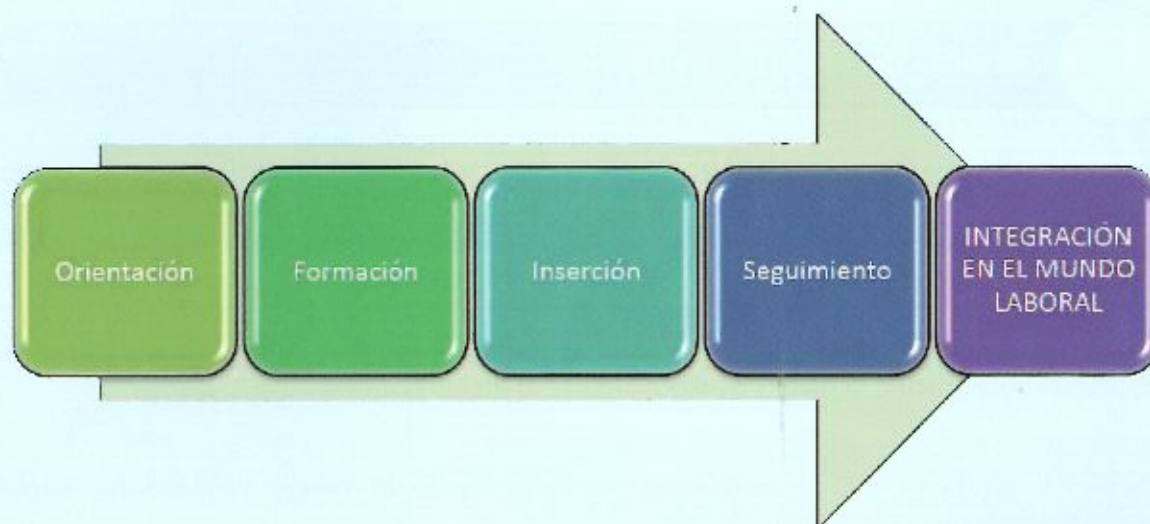 Orientación
Formación
Inserción
Seguimiento
INTEGRACIÓN
EN EL MUNDO
LABORAL